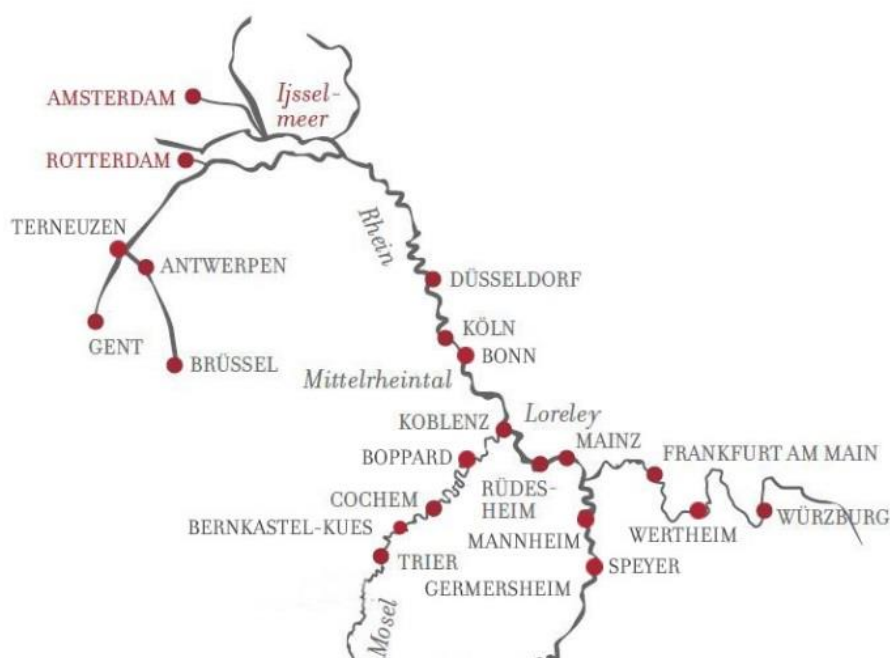 AMSTERDAM
Ijssel-
meer
ROTTERDAM
TERNEUZEN
Rhein
ANTWERPEN
DÜSSELDORF
GENT
KÖLN
BONN
BRÜSSEL
Mittelrheintal
KOBLENZ
Loreley
MAINZ
BOPPARD
FRANKFURT AM MAIN
RÜDES-
HEIM
COCHEM
BERNKASTEL-KUES
MANNHEIM
WERTHEIM
WÜRZBURG
TRIER
SPEYER
GERMERSHEIM
Mosel